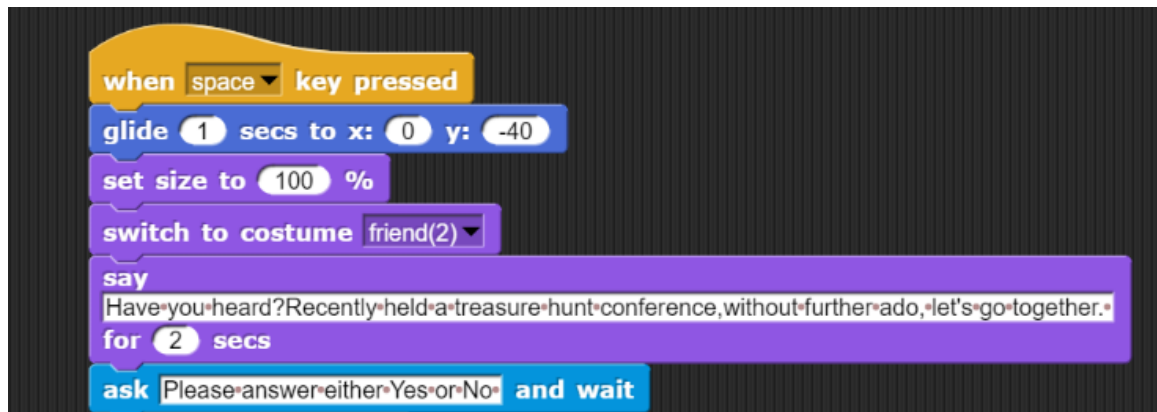 when space key pressed
glide 1 secs to x: 0 y: -40
set size to 100 %
switch to costume friend(2)
say
Have you heard?Recently held a treasure hunt conference,without further ado, let's go together.
for 2 secs
ask Please answer either Yes or No and wait